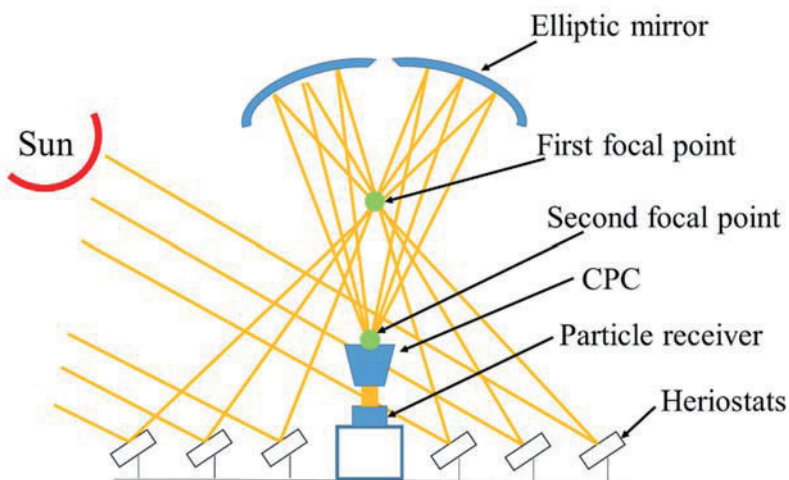 Elliptic mirror
Sun
First focal point
Second focal point
CPC
Particle receiver
Heriostats